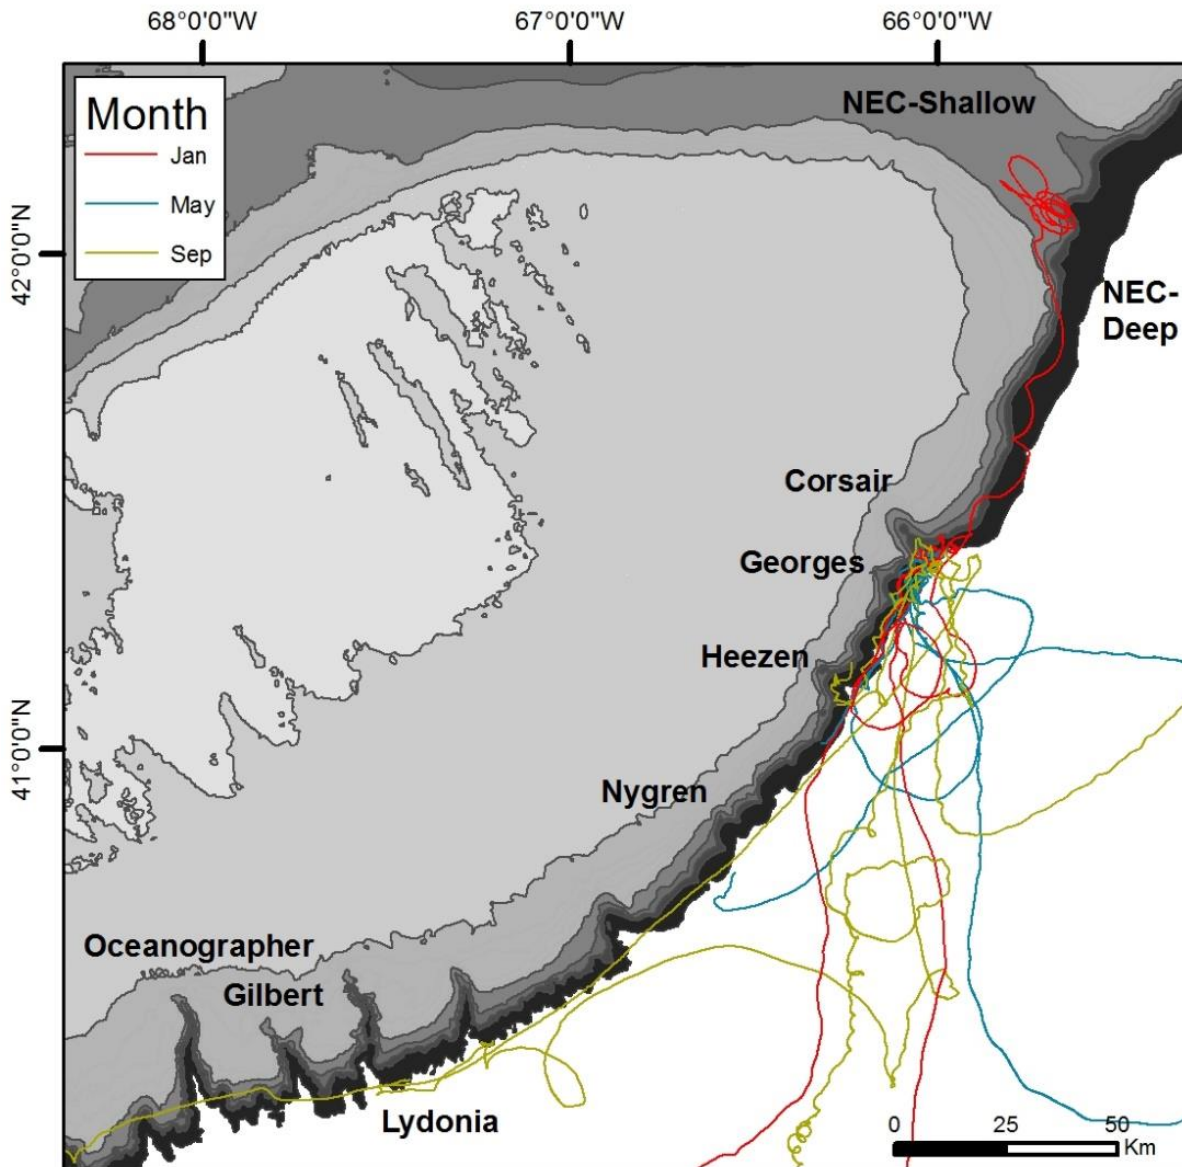 68°0'0"W 67°0'0"W 66°0'0"W
Month
Jan
May
Sep
NEC-Shallow
42°0'0"N
NEC-
Deep
Corsair
Georges
Heezen
41°0'0"N
Nygren
Oceanographer
Gilbert
Lydonia
0 25 50
Km